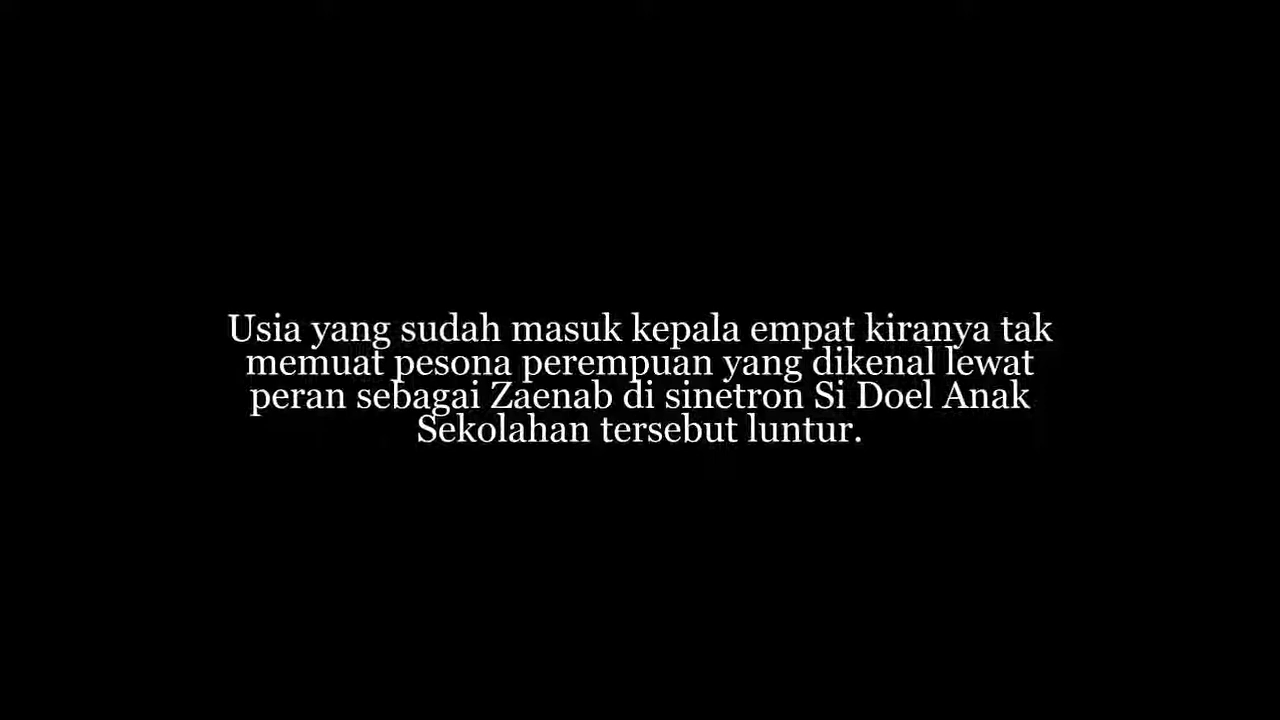 Usia yang sudah masuk kepala empat kiranya tak
memuat pesona perempuan yang dikenal lewat
peran sebagai Zaenab di sinetron Si Doel Anak
Sekolahan tersebut luntur.